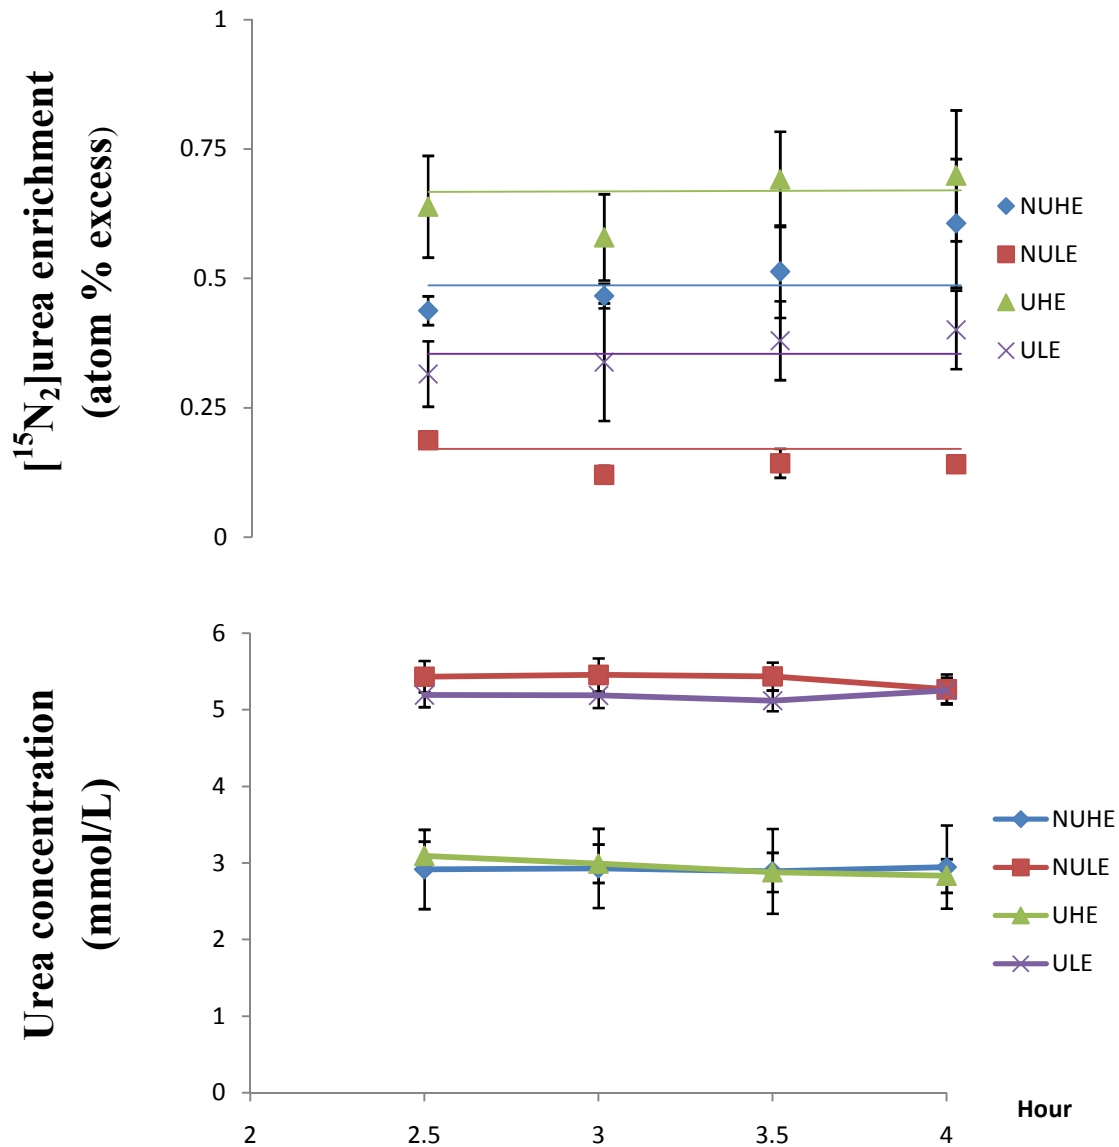 1
0.75
0.5
0.25
0
[¹⁵N₂]urea enrichment
(atom % excess)
NUHE
NULE
UHE
ULE
6
5
4
3
2
1
0
Urea concentration
(mmol/L)
NUHE
NULE
UHE
ULE
2
2.5
3
3.5
4
Hour